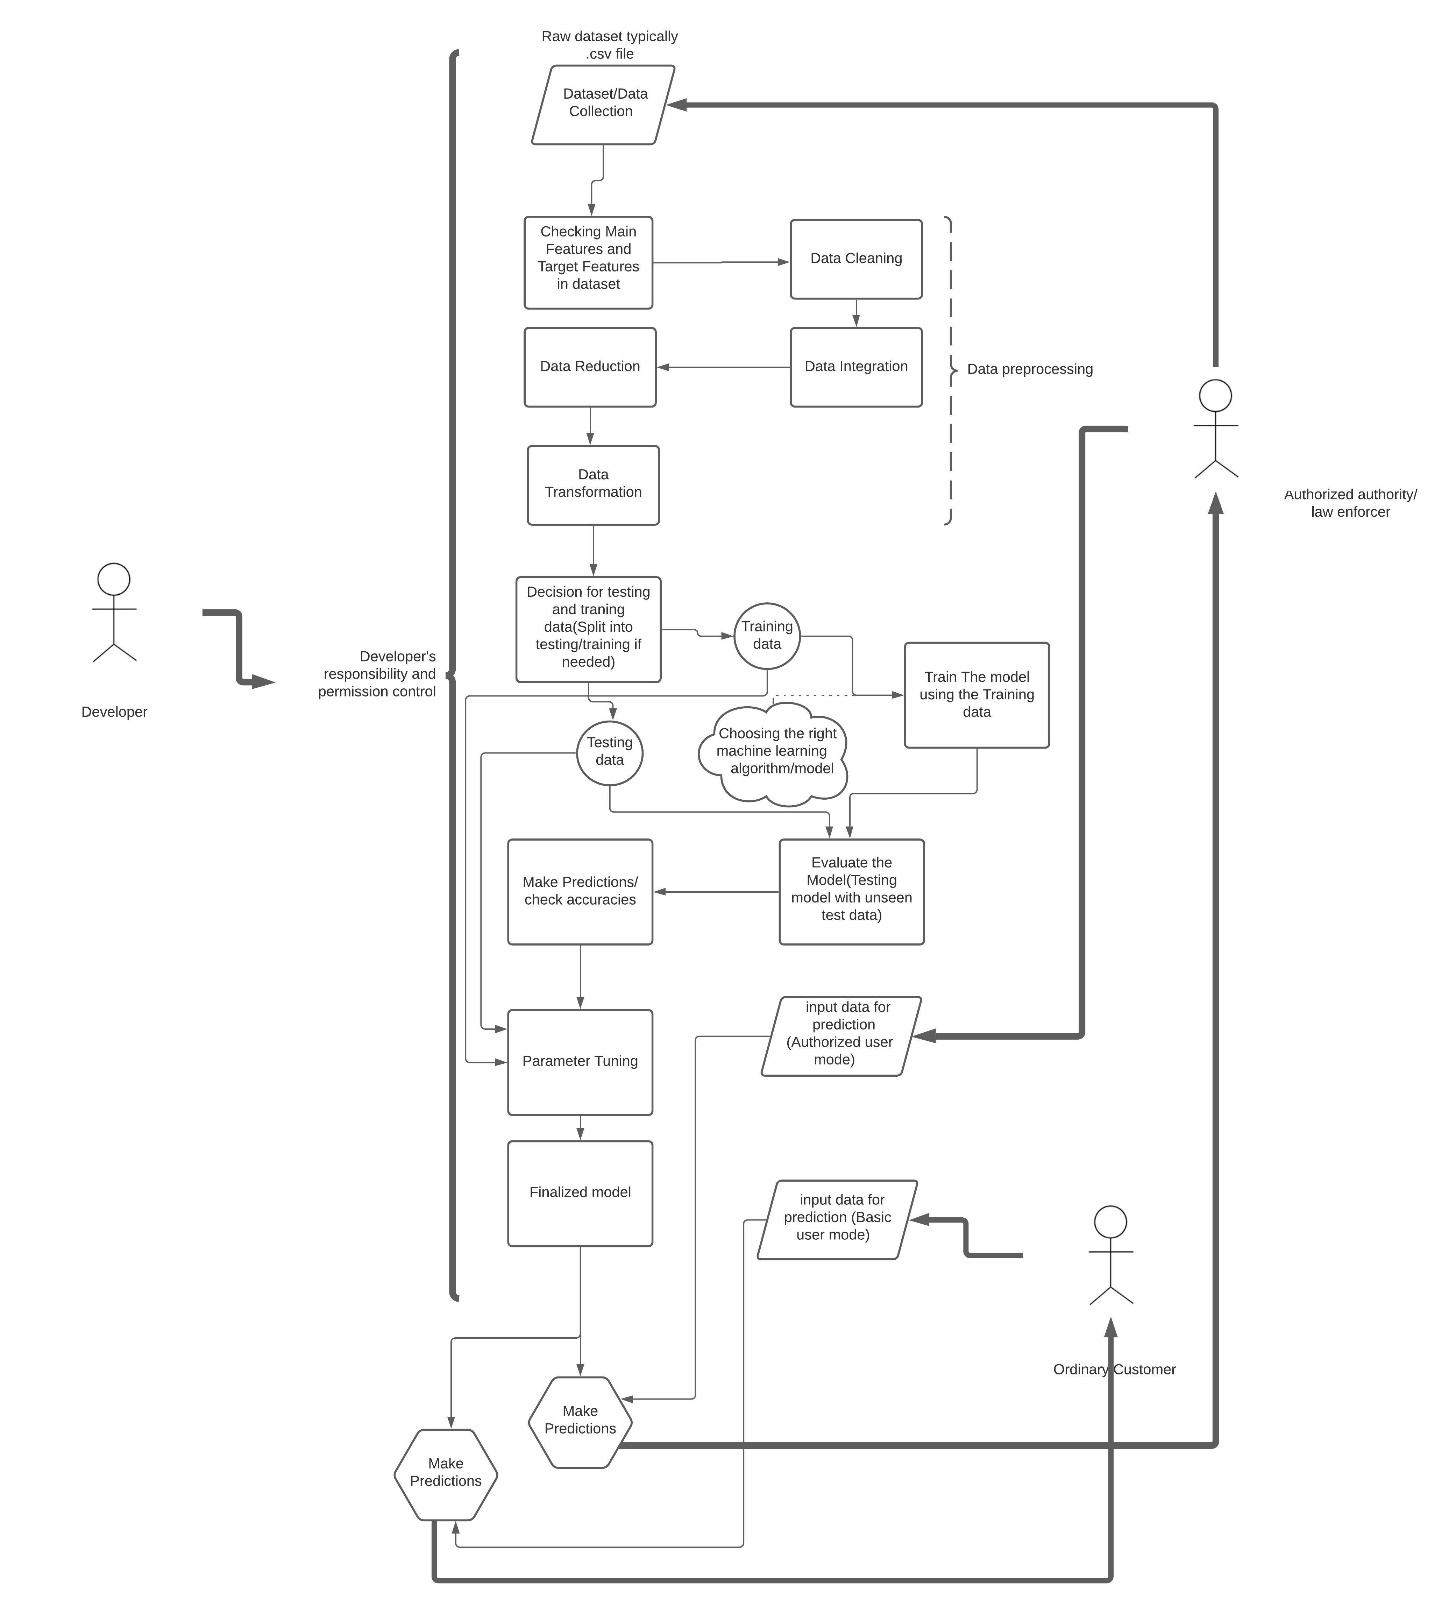 Raw dataset typically
.csv file
Dataset/Data
Collection
Checking Main
Features and
Target Features
in dataset
Data Cleaning
Data Reduction
Data Integration
Data preprocessing
Data
Transformation
Authorized authority/
law enforcer
Developer
Developer's
responsibility and
permission control
Decision for testing
and traning
data(Split into
testing/training if
needed)
Training
data
Train The model
using the Training
data
Testing
data
Choosing the right
machine learning
algorithm/model
Make Predictions/
check accuracies
Evaluate the
Model(Testing
model with unseen
test data)
input data for
prediction
(Authorized user
mode)
Parameter Tuning
Finalized model
input data for
prediction (Basic
user mode)
Ordinary Customer
Make
Predictions
Make
Predictions